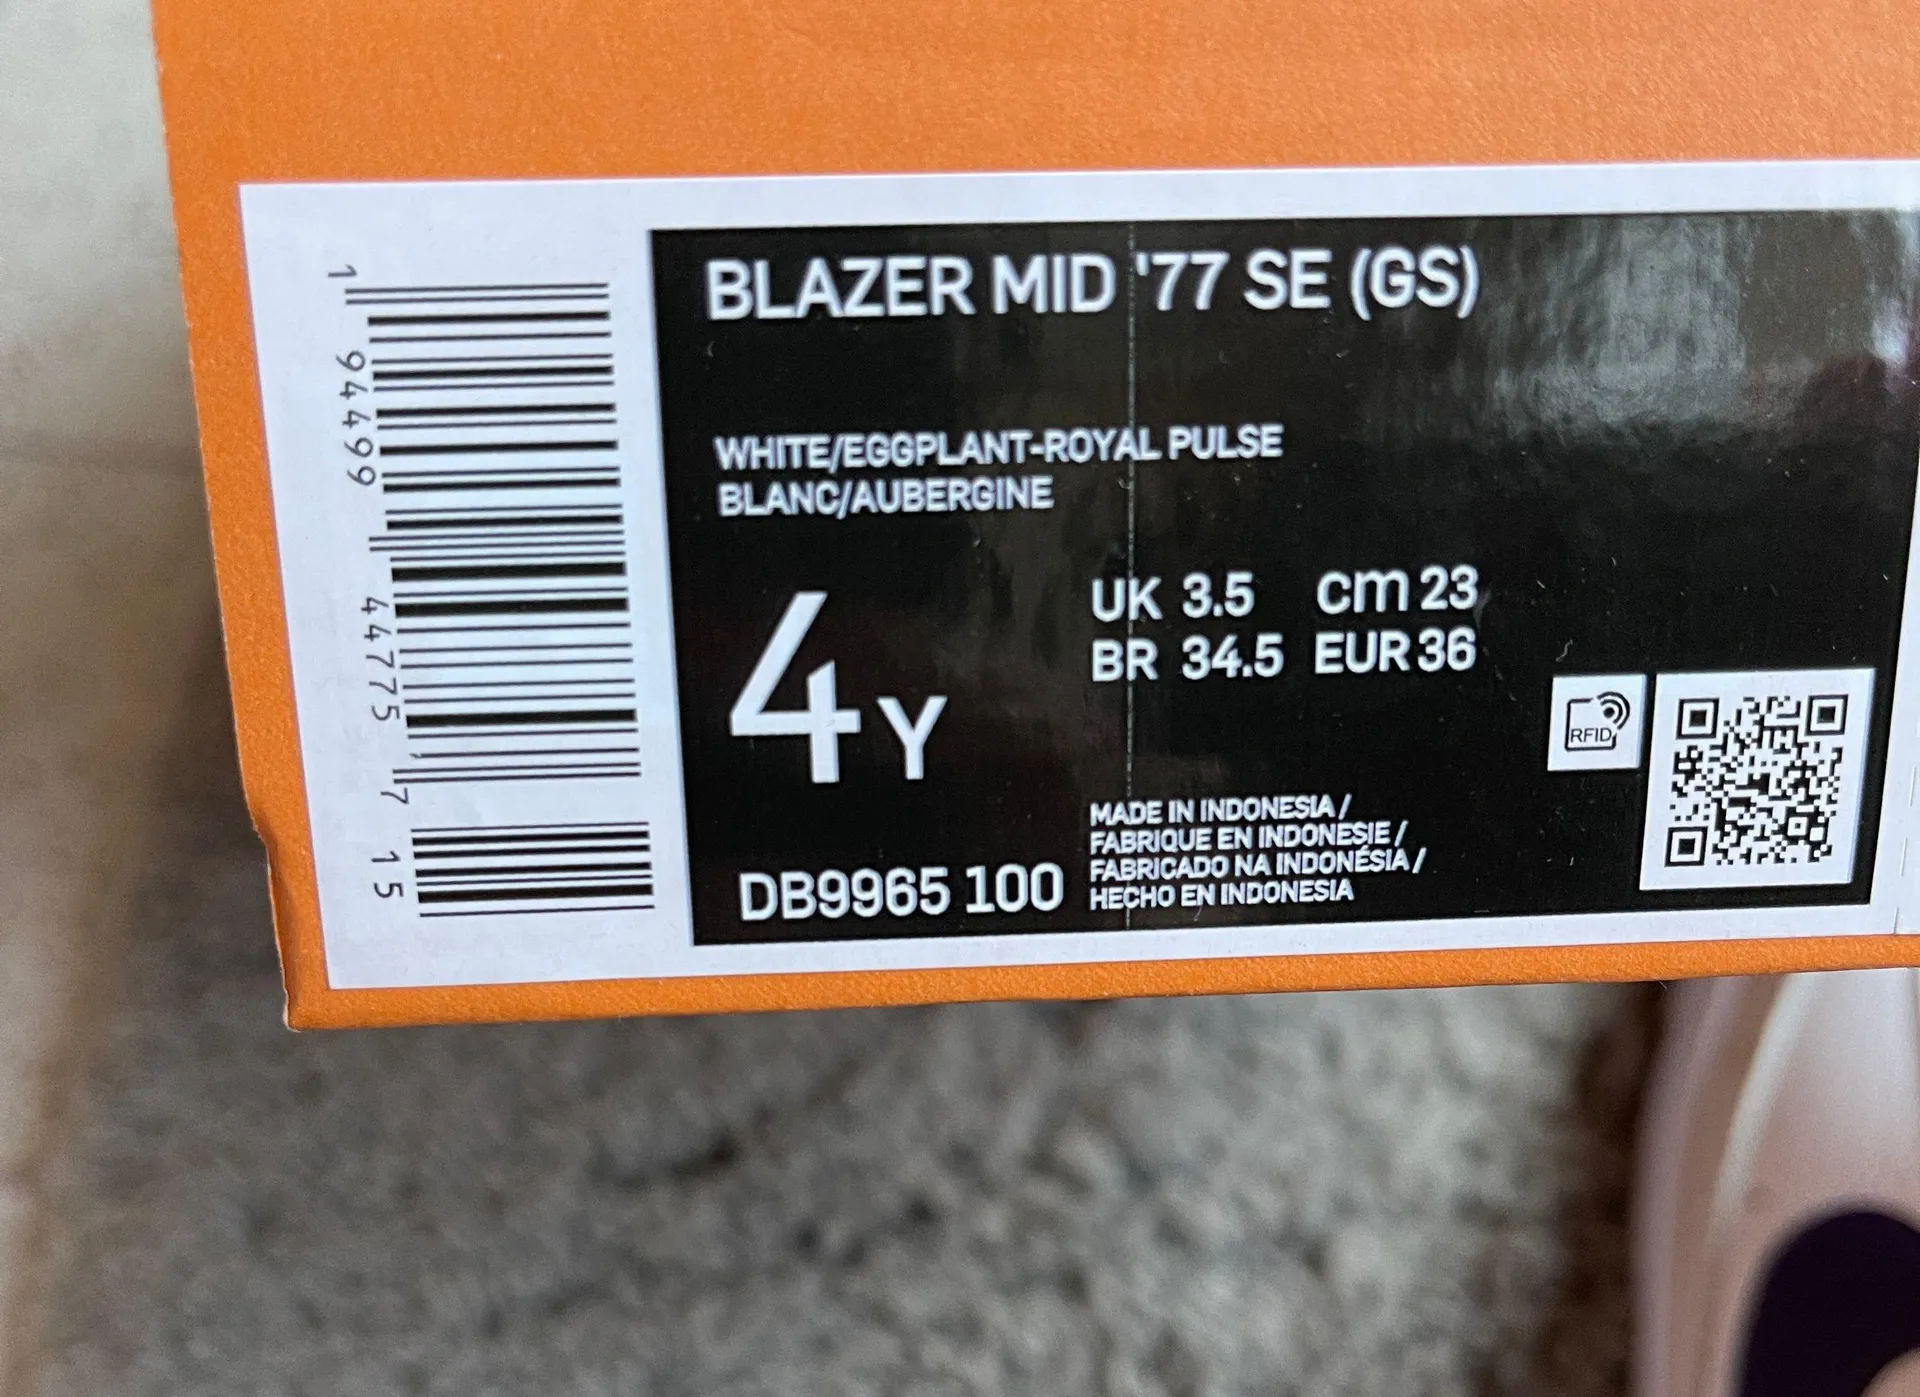 BLAZER MID '77 SE (GS)
WHITE/EGGPLANT-ROYAL PULSE
BLANC/AUBERGINE
4Y
UK 3.5 cm 23
BR 34.5 EUR 36
DB9965 100
MADE IN INDONESIA /
FABRIQUE EN INDONESIE /
FABRICADO NA INDONÉSIA /
HECHO EN INDONESIA
RFID
1 94499 44775 7 15